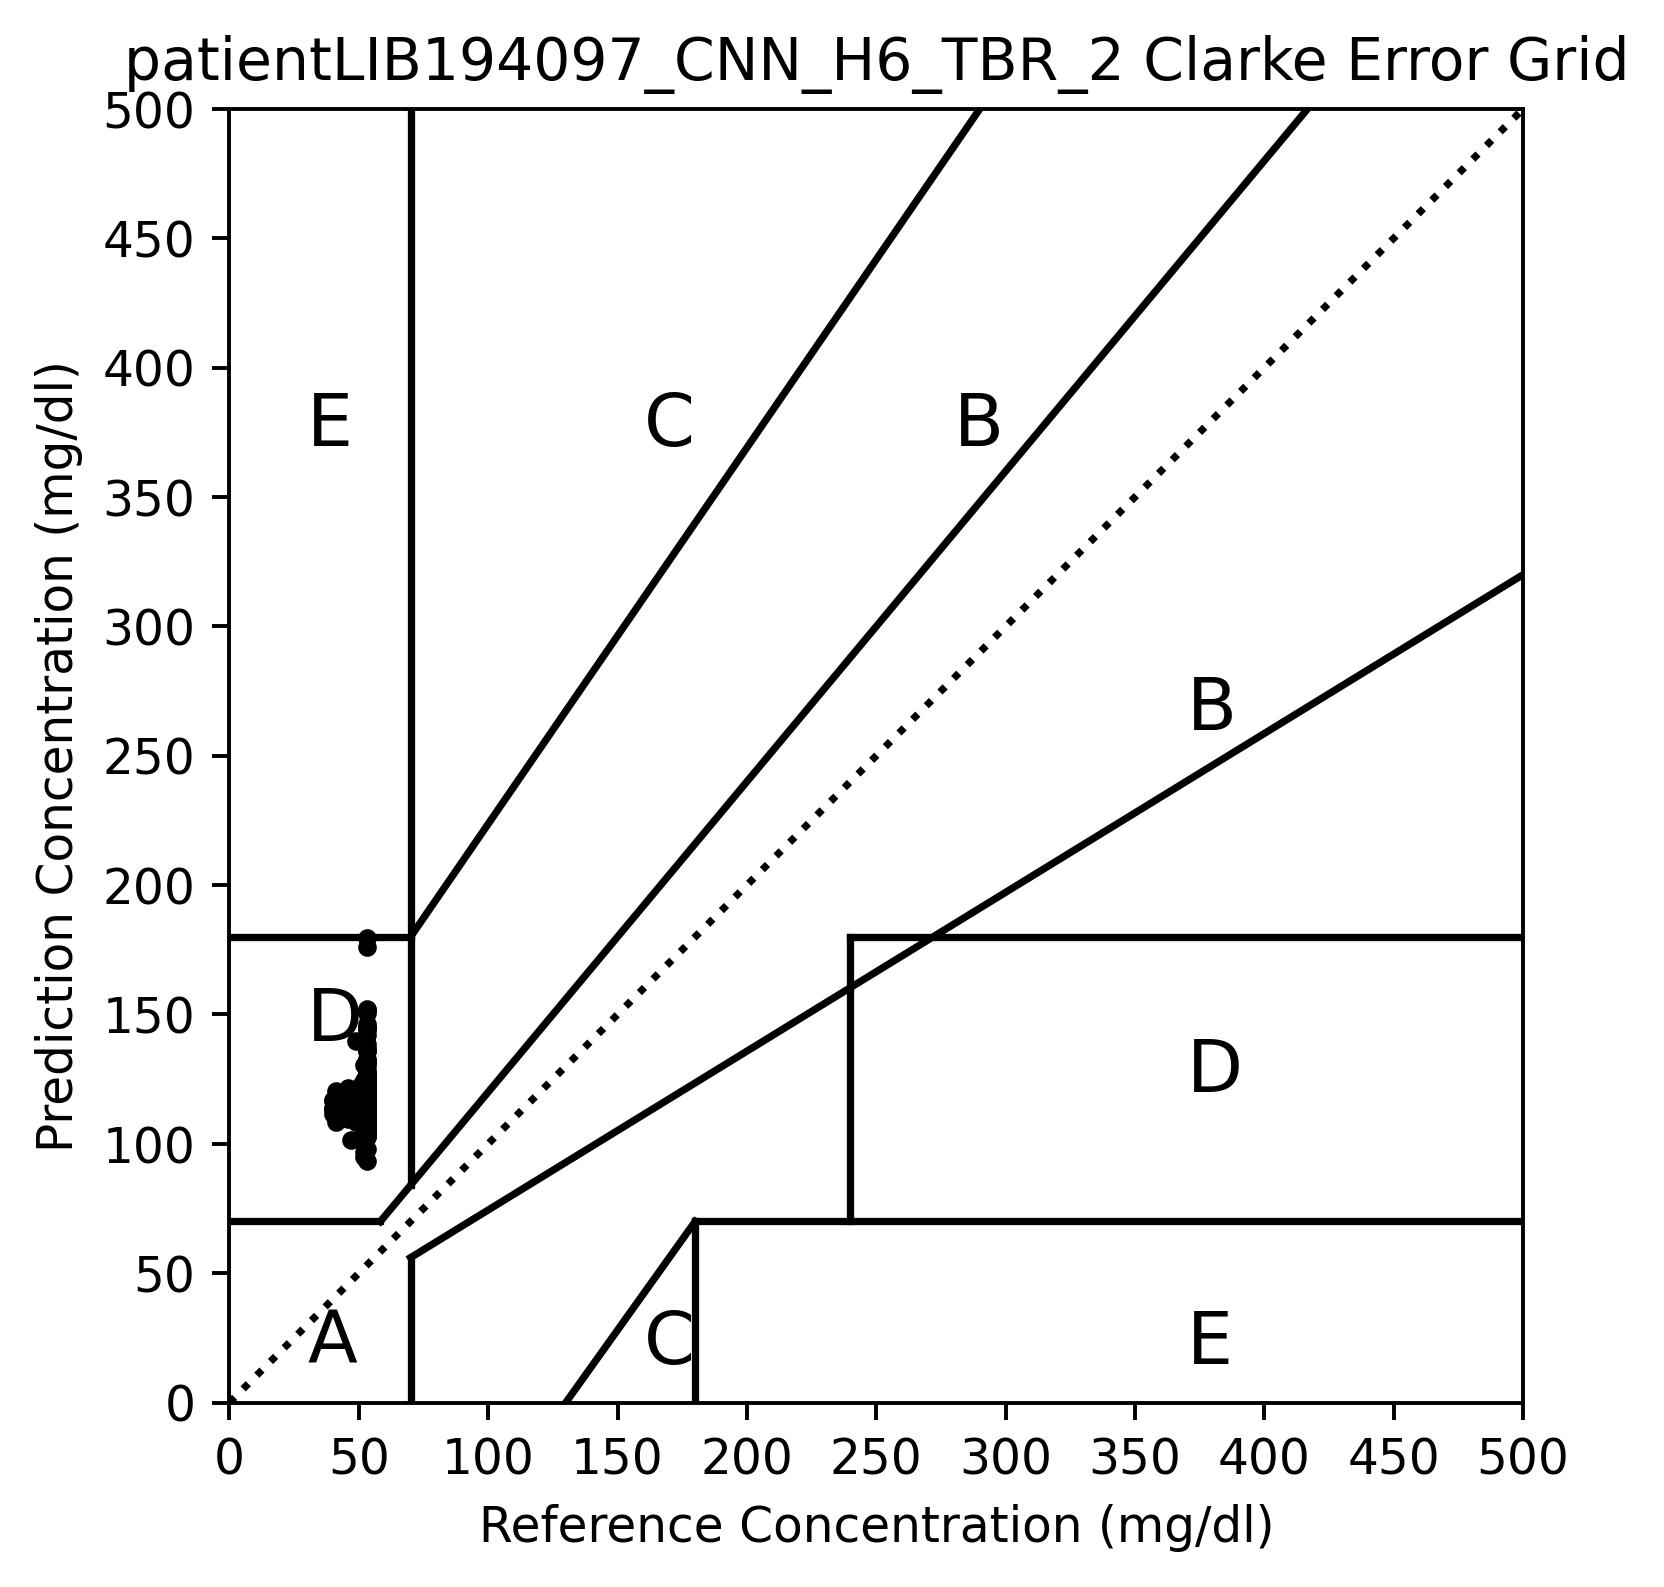 patientLIB194097_CNN_H6_TBR_2 Clarke Error Grid
500
450
400
350
300
250
200
150
100
50
0
Prediction Concentration (mg/dl)
E
C
B
B
D
D
A
C
E
0 50 100 150 200 250 300 350 400 450 500
Reference Concentration (mg/dl)